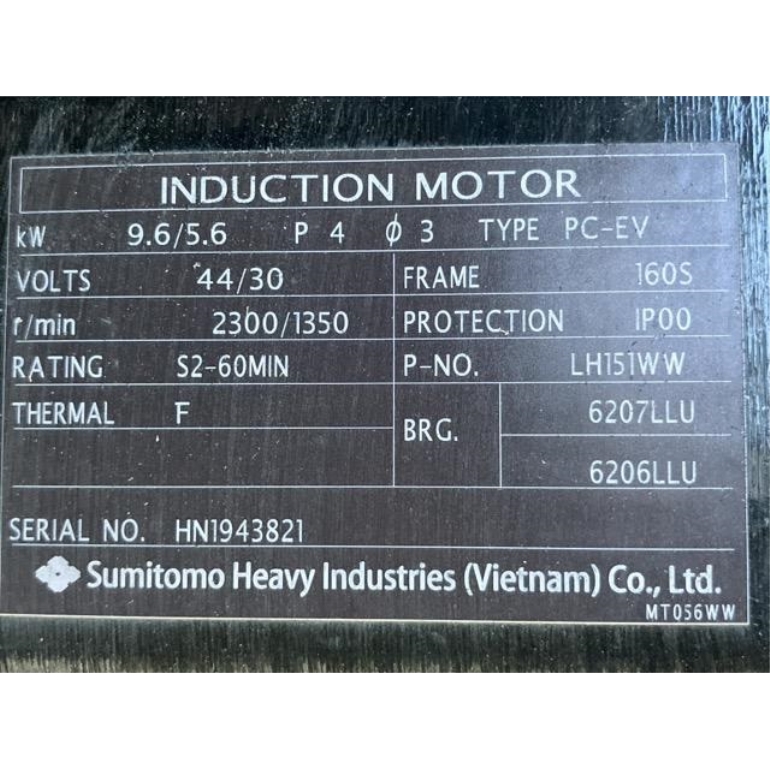 INDUCTION MOTOR
kW 9.6/5.6 P 4 ϕ 3 TYPE PC-EV
VOLTS 44/30 FRAME 160S
r/min 2300/1350 PROTECTION IP00
RATING S2-60MIN P-NO. LH151WW
THERMAL F BRG. 6207LLU
6206LLU
SERIAL NO. HN1943821
Sumitomo Heavy Industries (Vietnam) Co., Ltd.
MT056WW